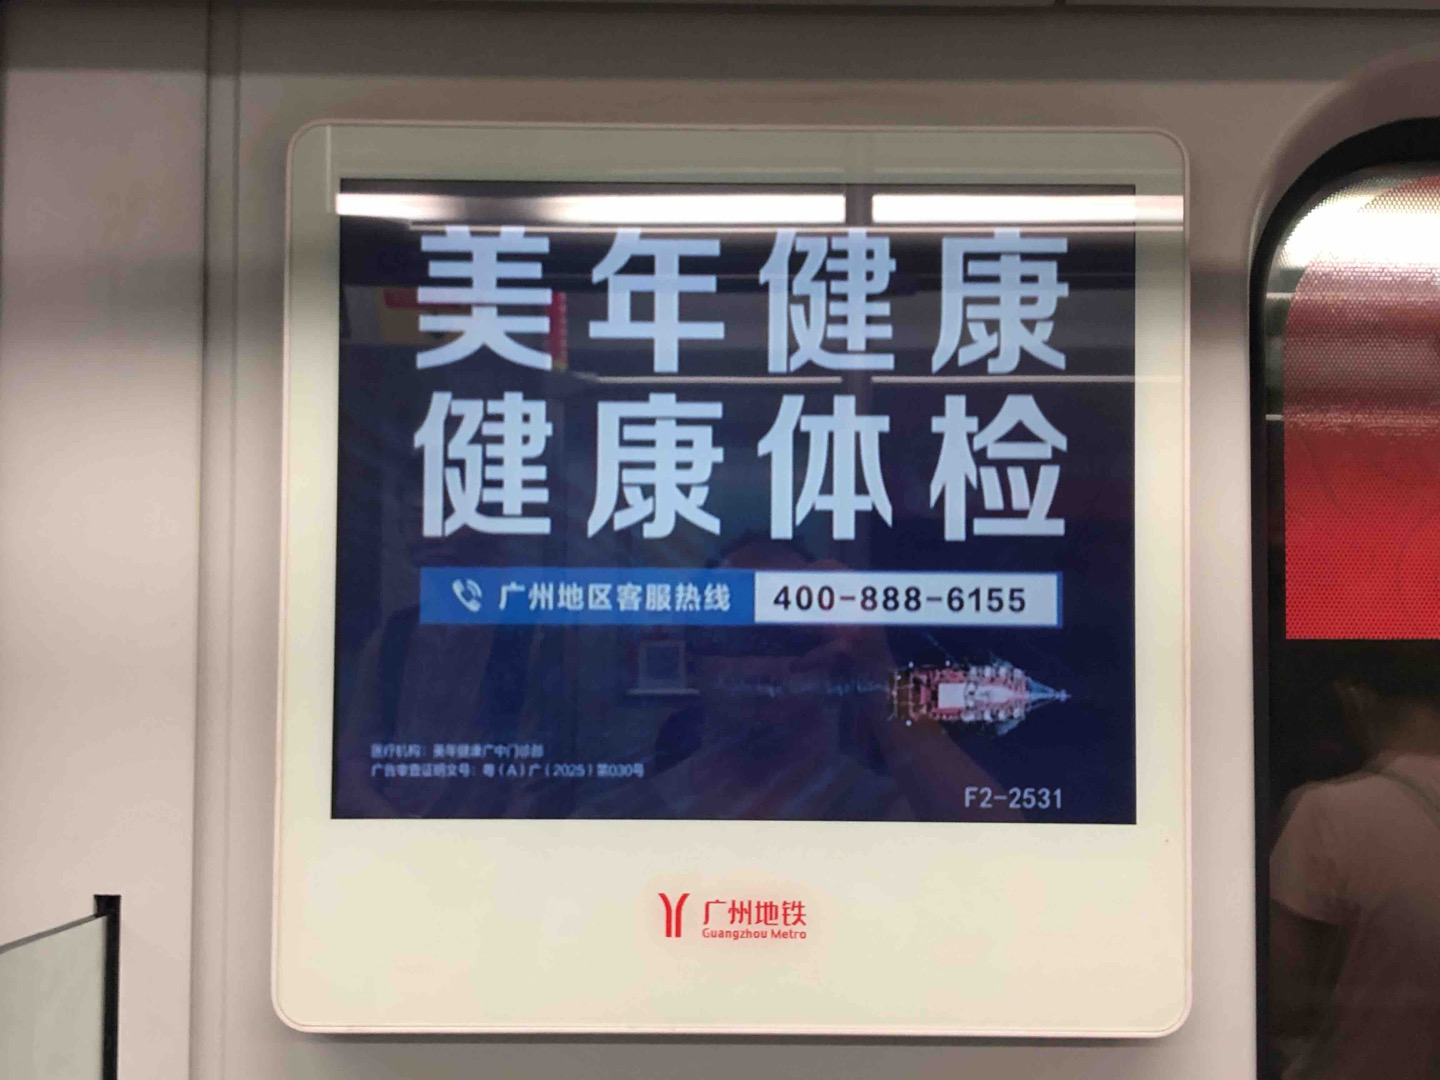 美年健康
健康体检
广州地区客服热线 400-888-6155
医疗机构：美年健康广中门诊部
广告审查证明文号：粤（A）广（2025）第030号
F2-2531
广州地铁
Guangzhou Metro